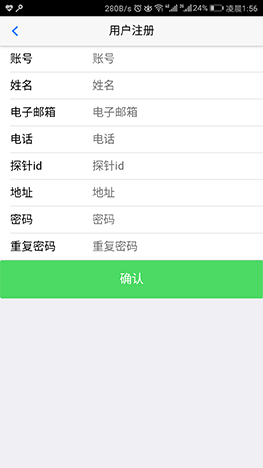 280B/s 24% 凌晨1:56
用户注册
账号 账号
姓名 姓名
电子邮箱 电子邮箱
电话 电话
探针id 探针id
地址 地址
密码 密码
重复密码 重复密码
确认